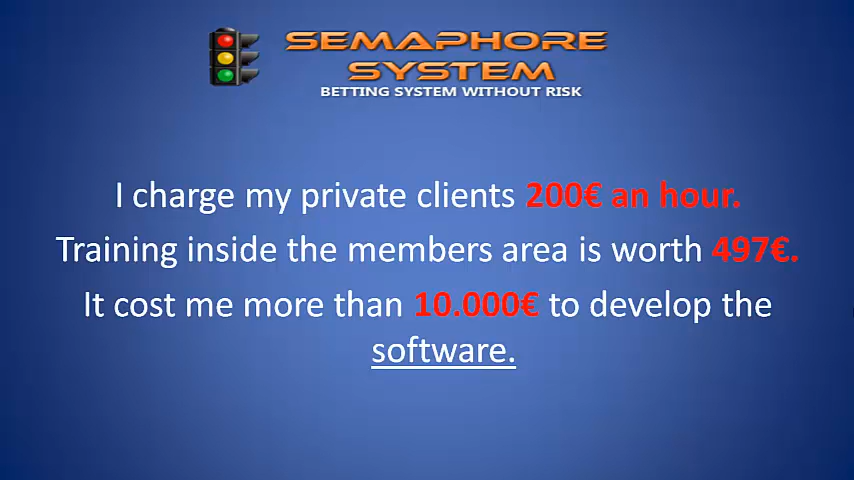 SEMAPHORE
SYSTEM
BETTING SYSTEM WITHOUT RISK
I charge my private clients 200€ an hour.
Training inside the members area is worth 497€.
It cost me more than 10.000€ to develop the
software.